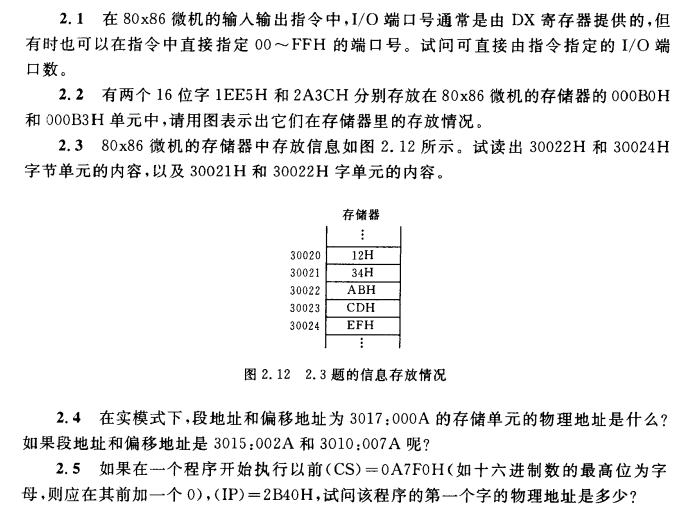 2.1 在 80x86 微机的输入输出指令中,I/O 端口号通常是由 DX 寄存器提供的,但
有时也可以在指令中直接指定 00～FFH 的端口号。试问可直接由指令指定的 I/O 端
口数。
2.2 有两个 16 位字 1EE5H 和 2A3CH 分别存放在 80x86 微机的存储器的 000B0H
和 000B3H 单元中,请用图表示出它们在存储器里的存放情况。
2.3 80x86 微机的存储器中存放信息如图 2.12 所示。试读出 30022H 和 30024H
字节单元的内容,以及 30021H 和 30022H 字单元的内容。
存储器
⋮
30020 12H
30021 34H
30022 ABH
30023 CDH
30024 EFH
⋮
图 2.12 2.3 题的信息存放情况
2.4 在实模式下,段地址和偏移地址为 3017:000A 的存储单元的物理地址是什么?
如果段地址和偏移地址是 3015:002A 和 3010:007A 呢?
2.5 如果在一个程序开始执行以前(CS)=0A7F0H(如十六进制数的最高位为字
母,则应在其前加一个 0),(IP)=2B40H,试问该程序的第一个字的物理地址是多少?